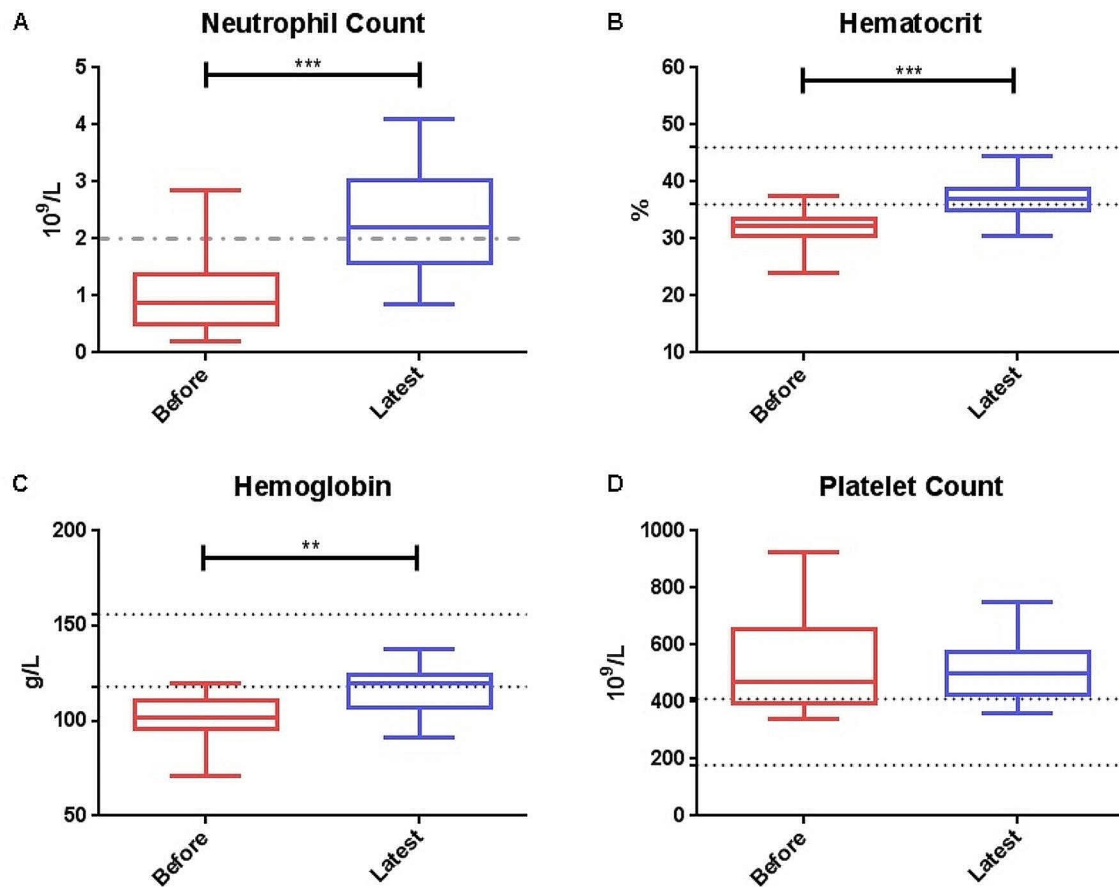 A
Neutrophil Count
***
10⁹/L
5
4
3
2
1
0
Before
Latest
B
Hematocrit
***
%
60
50
40
30
20
10
Before
Latest
C
Hemoglobin
**
g/L
200
150
100
50
Before
Latest
D
Platelet Count
10⁹/L
1000
800
600
400
200
0
Before
Latest